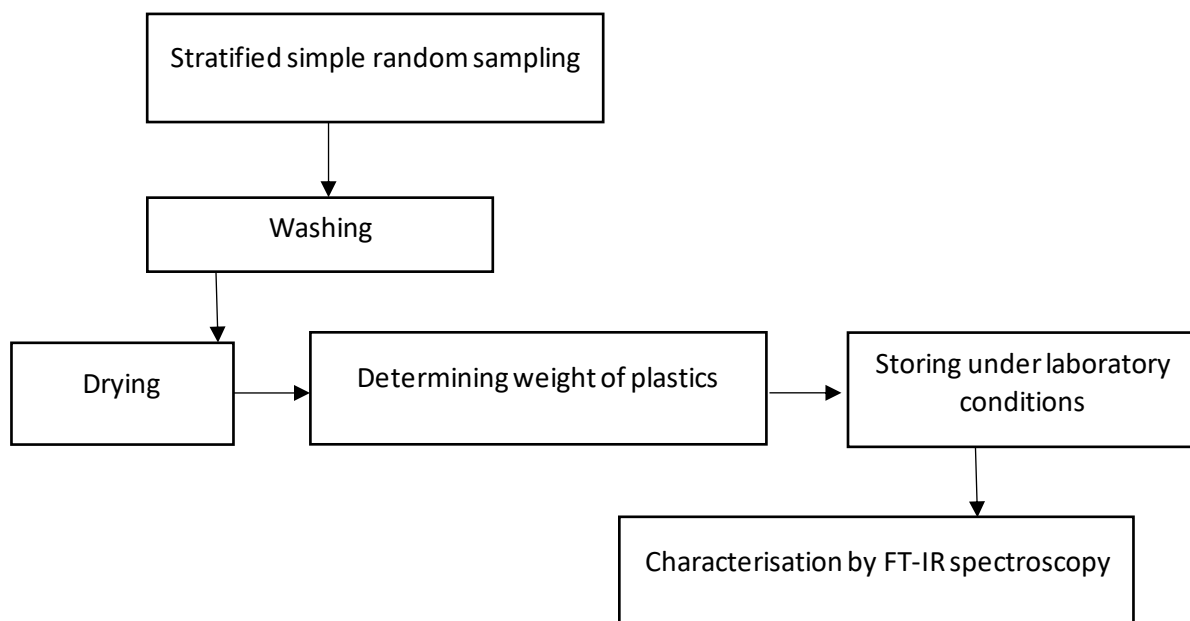 Stratified simple random sampling
Washing
Drying
Determining weight of plastics
Storing under laboratory
conditions
Characterisation by FT-IR spectroscopy